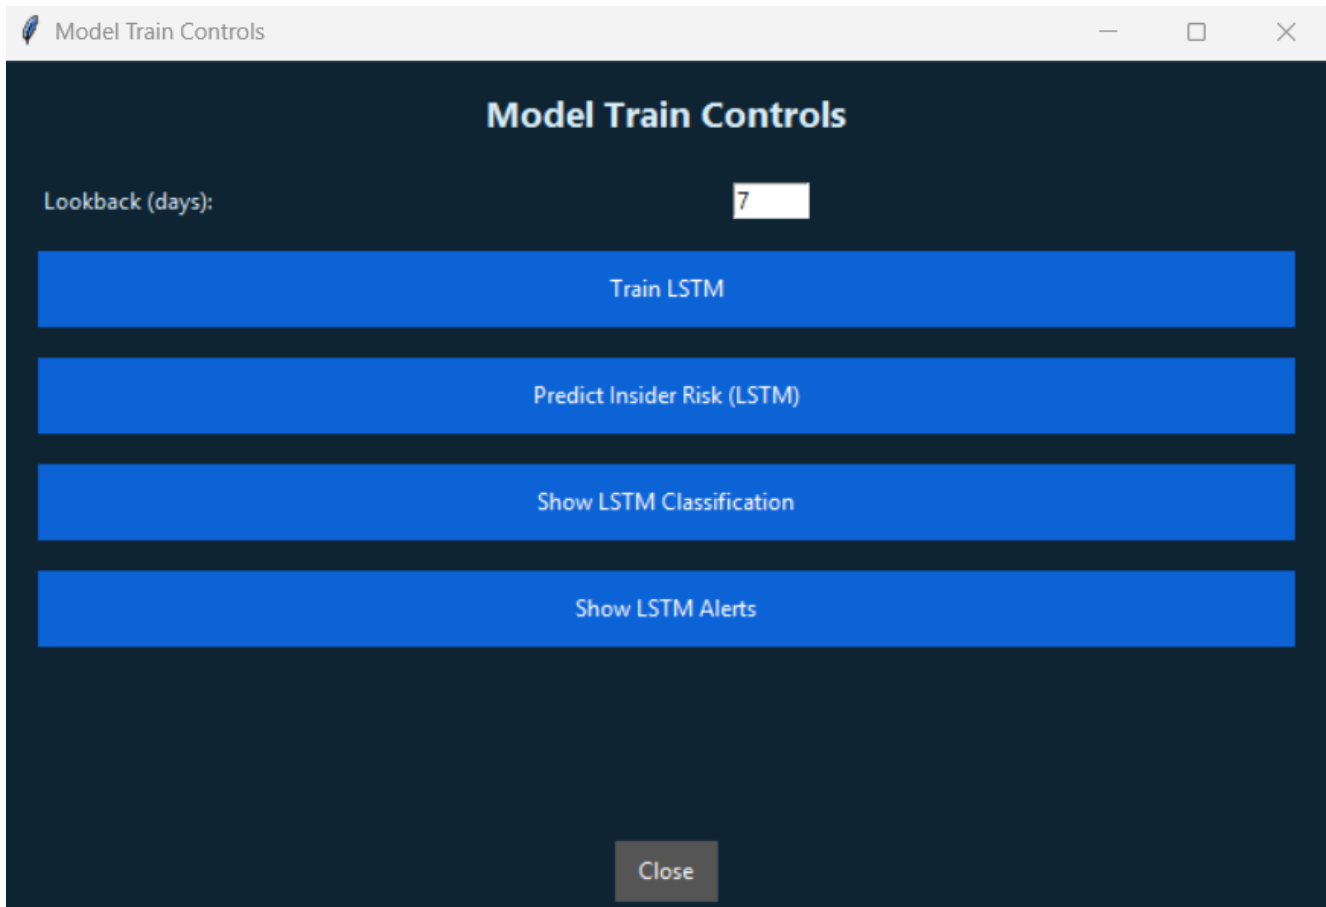 Model Train Controls
Model Train Controls
Lookback (days): 7
Train LSTM
Predict Insider Risk (LSTM)
Show LSTM Classification
Show LSTM Alerts
Close